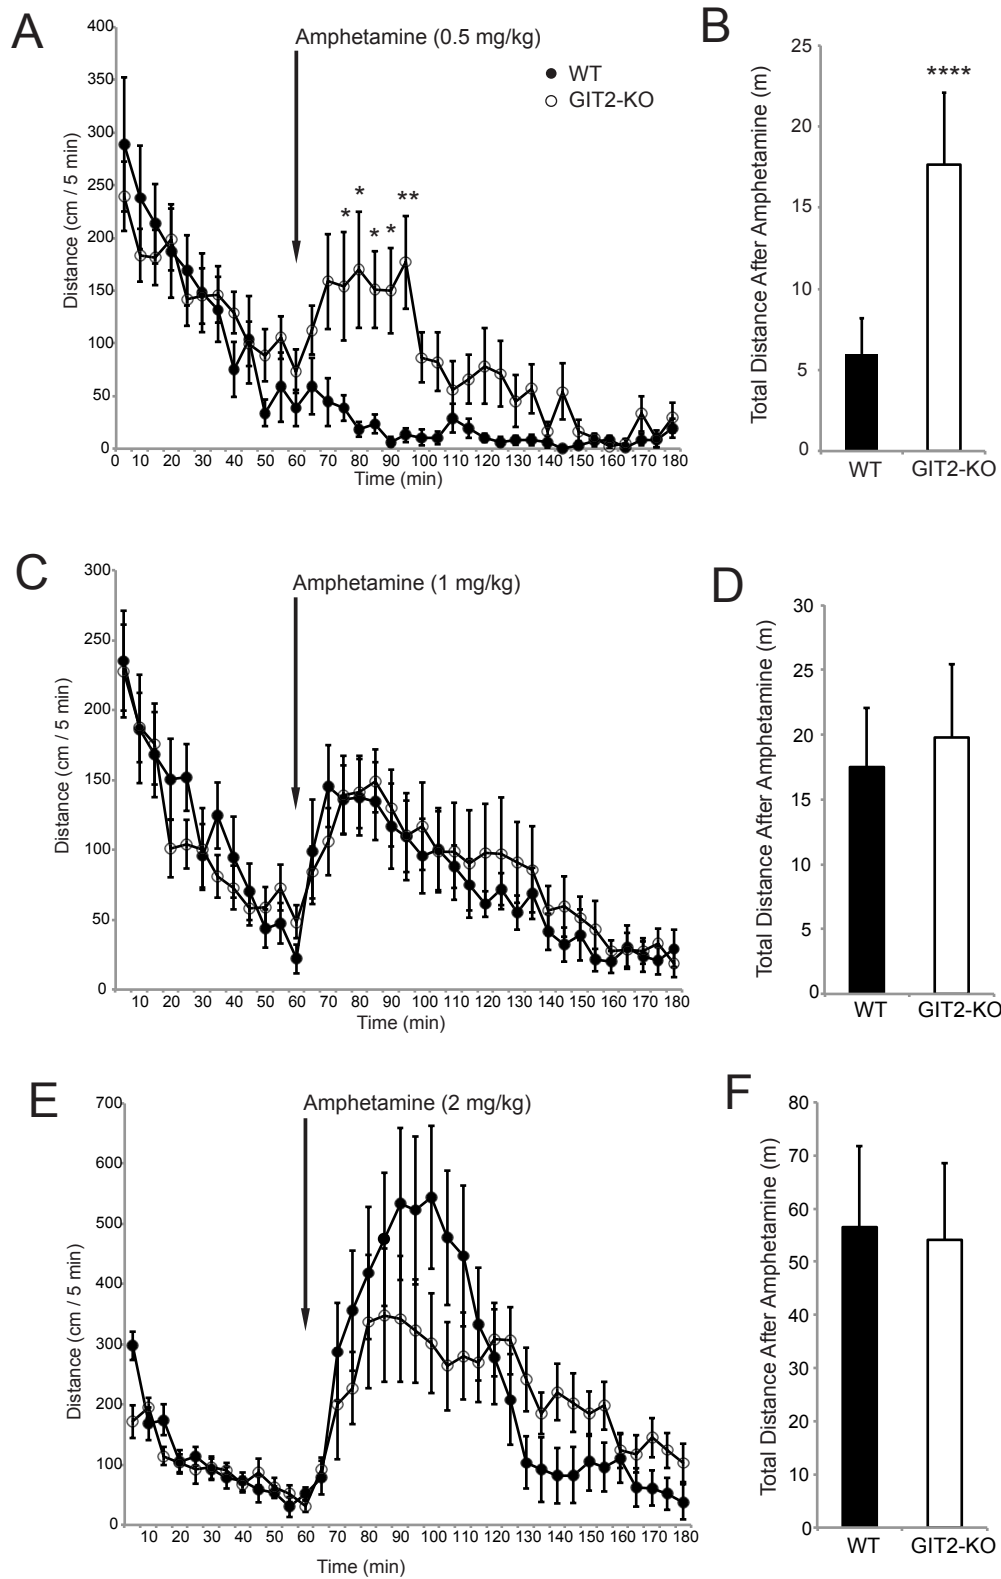 A
Amphetamine (0.5 mg/kg)
WT
GIT2-KO
Distance (cm / 5 min)
400
350
300
250
200
150
100
50
0
* * * * **
0 10 20 30 40 50 60 70 80 90 100 110 120 130 140 150 160 170 180
Time (min)
B
Total Distance After Amphetamine (m)
25
20
15
10
5
0
****
WT GIT2-KO
C
Amphetamine (1 mg/kg)
Distance (cm / 5 min)
300
250
200
150
100
50
0
10 20 30 40 50 60 70 80 90 100 110 120 130 140 150 160 170 180
Time (min)
D
Total Distance After Amphetamine (m)
30
25
20
15
10
5
0
WT GIT2-KO
E
Amphetamine (2 mg/kg)
Distance (cm / 5 min)
700
600
500
400
300
200
100
0
10 20 30 40 50 60 70 80 90 100 110 120 130 140 150 160 170 180
Time (min)
F
Total Distance After Amphetamine (m)
80
70
60
50
40
30
20
10
0
WT GIT2-KO